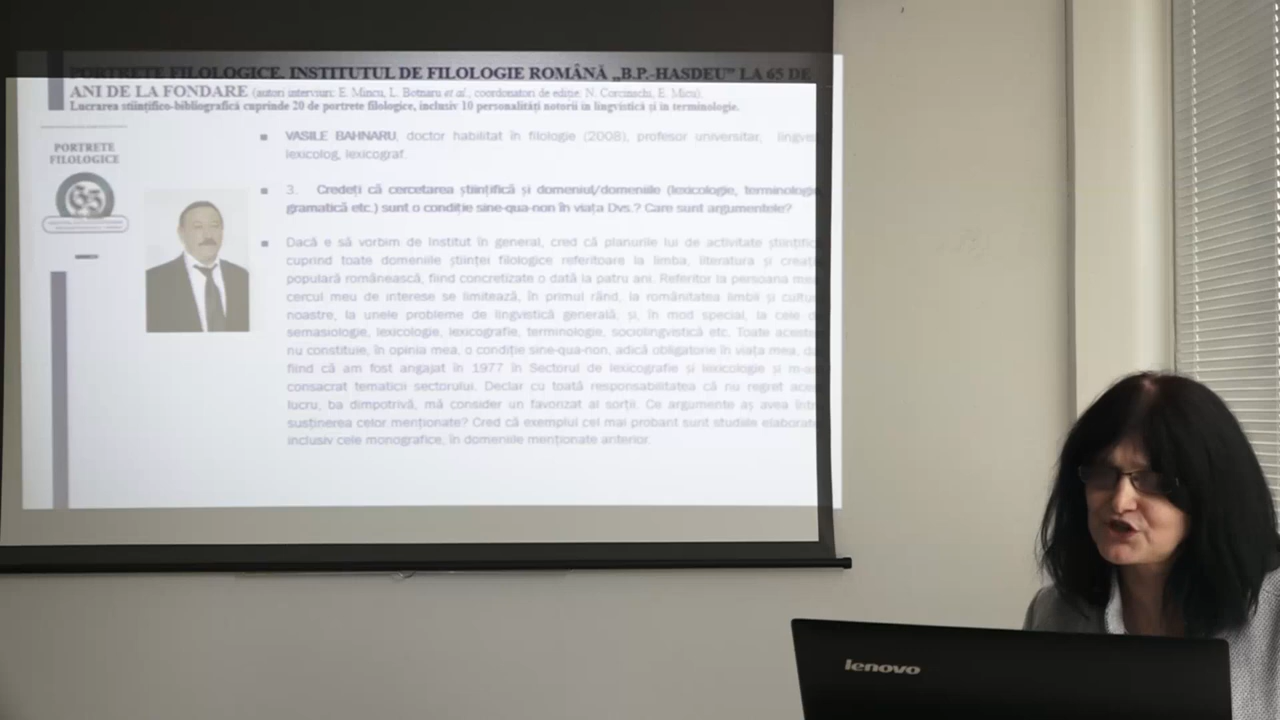 PORTRETE FILOLOGICE. INSTITUTUL DE FILOLOGIE ROMÂNĂ „B.P.-HASDEU” LA 65 DE
ANI DE LA FONDARE (autori interviuri: E. Mincu, L. Botnaru et al., coordonatori de ediție: N. Corcinschi, E. Micu).
Lucrarea științifico-bibliografică cuprinde 20 de portrete filologice, inclusiv 10 personalități notorii în lingvistică și în terminologie.
PORTRETE
FILOLOGICE
65
VASILE BAHNARU, doctor habilitat în filologie (2008), profesor universitar,
lexicolog, lexicograf.
3. Credeți că cercetarea științifică și domeniul/domeniile (lexicologie, terminologie,
gramatică etc.) sunt o condiție sine-qua-non în viața Dvs.? Care sunt argumentele?
Dacă e să vorbim de Institut în general, cred că planurile lui de activitate științifică
cuprind toate domeniile științei filologice referitoare la limba, literatura și creați
populară românească, fiind concretizate o dată la patru ani. Referitor la persoana mea
cercul meu de interese se limitează, în primul rând, la românitatea limbii și culturi
noastre, la unele probleme de lingvistică generală, și, în mod special, la cele d
semasiologie, lexicologie, lexicografie, terminologie, sociolingvistică etc. Toate aceste
nu constituie, în opinia mea, o condiție sine-qua-non, adică obligatorie în viața mea, da
fiind că am fost angajat în 1977 în Sectorul de lexicografie și lexicologie și m-am
consacrat tematicii sectorului. Declar cu toată responsabilitatea că nu regret aces
lucru, ba dimpotrivă, mă consider un favorizat al sorții. Ce argumente aș avea întru
susținerea celor menționate? Cred că exemplul cel mai probant sunt studiile elaborate
inclusiv cele monografice, în domeniile menționate anterior.
lenovo